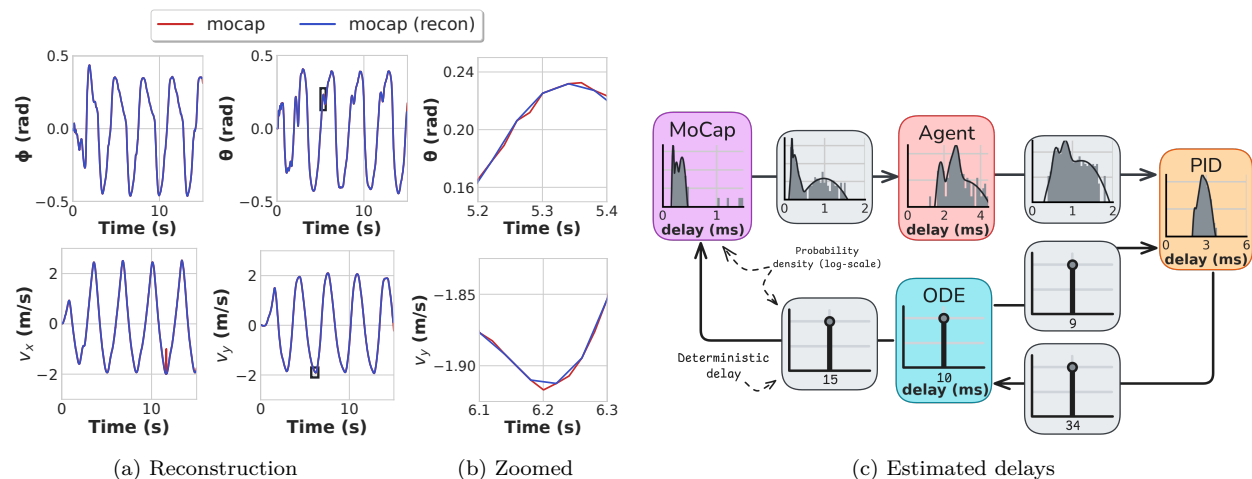 mocap
mocap (recon)
0.5
0.0
−0.5
ϕ (rad)
10
Time (s)
0.5
0.0
−0.5
θ (rad)
10
Time (s)
0.24
0.20
0.16
θ (rad)
5.2
5.3
5.4
Time (s)
2
0
−2
vₓ (m/s)
0
10
Time (s)
2
0
−2
v_y (m/s)
0
10
Time (s)
−1.85
−1.90
v_y (m/s)
6.1
6.2
6.3
Time (s)
(a) Reconstruction
(b) Zoomed
MoCap
0 1
delay (ms)
0 1 2
Agent
0 2 4
delay (ms)
0 1 2
PID
0 3 6
delay (ms)
Probability
density (log-scale)
Deterministic
delay
15
ODE
10
delay (ms)
9
34
(c) Estimated delays